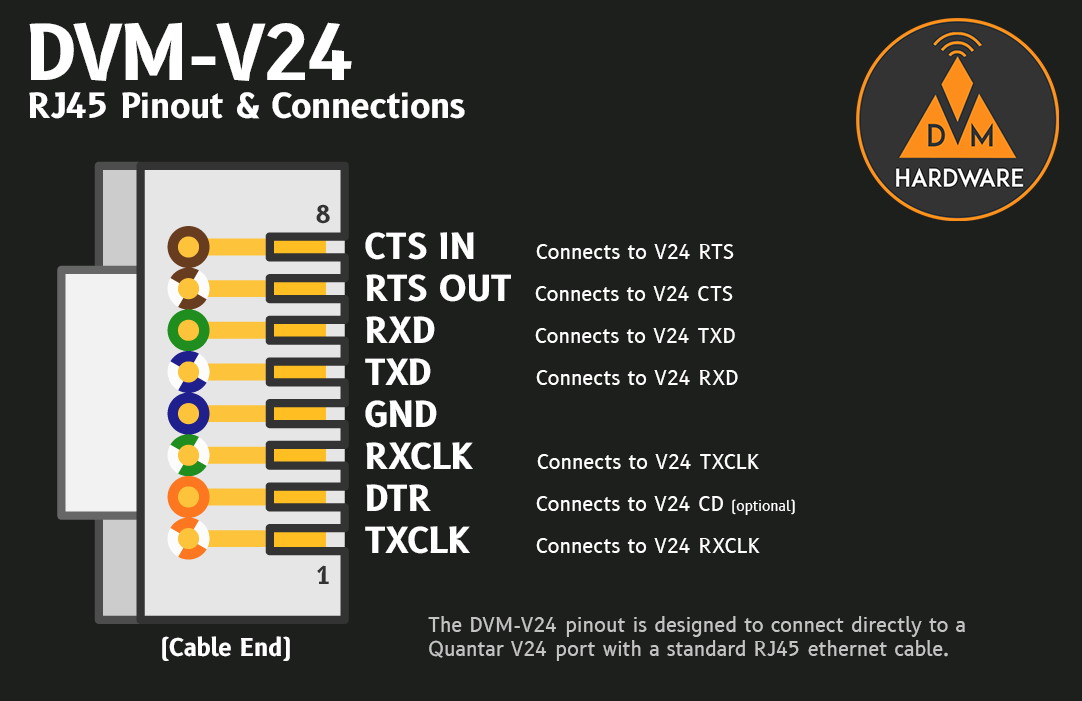 DVM-V24
RJ45 Pinout & Connections
D M
HARDWARE
8
CTS IN Connects to V24 RTS
RTS OUT Connects to V24 CTS
RXD Connects to V24 TXD
TXD Connects to V24 RXD
GND
RXCLK Connects to V24 TXCLK
DTR Connects to V24 CD (optional)
TXCLK Connects to V24 RXCLK
1
(Cable End)
The DVM-V24 pinout is designed to connect directly to a
Quantar V24 port with a standard RJ45 ethernet cable.